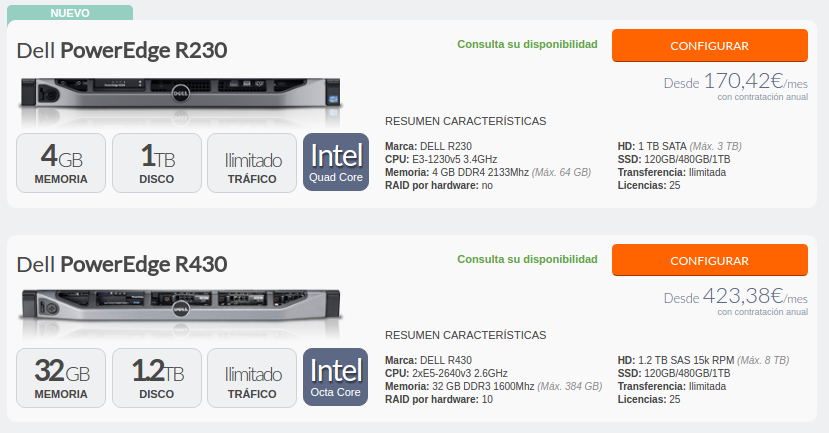 NUEVO
Dell PowerEdge R230
Consulta su disponibilidad
CONFIGURAR
Desde 170,42€/mes
con contratación anual
DELL
RESUMEN CARACTERÍSTICAS
4GB
MEMORIA
1TB
DISCO
Ilimitado
TRÁFICO
Intel
Quad Core
Marca: DELL R230
CPU: E3-1230v5 3.4GHz
Memoria: 4 GB DDR4 2133Mhz (Máx. 64 GB)
RAID por hardware: no
HD: 1 TB SATA (Máx. 3 TB)
SSD: 120GB/480GB/1TB
Transferencia: Ilimitada
Licencias: 25
Dell PowerEdge R430
Consulta su disponibilidad
CONFIGURAR
Desde 423,38€/mes
con contratación anual
DELL
RESUMEN CARACTERÍSTICAS
32GB
MEMORIA
1.2TB
DISCO
Ilimitado
TRÁFICO
Intel
Octa Core
Marca: DELL R430
CPU: 2xE5-2640v3 2.6GHz
Memoria: 32 GB DDR3 1600Mhz (Máx. 384 GB)
RAID por hardware: 10
HD: 1.2 TB SAS 15k RPM (Máx. 8 TB)
SSD: 120GB/480GB/1TB
Transferencia: Ilimitada
Licencias: 25